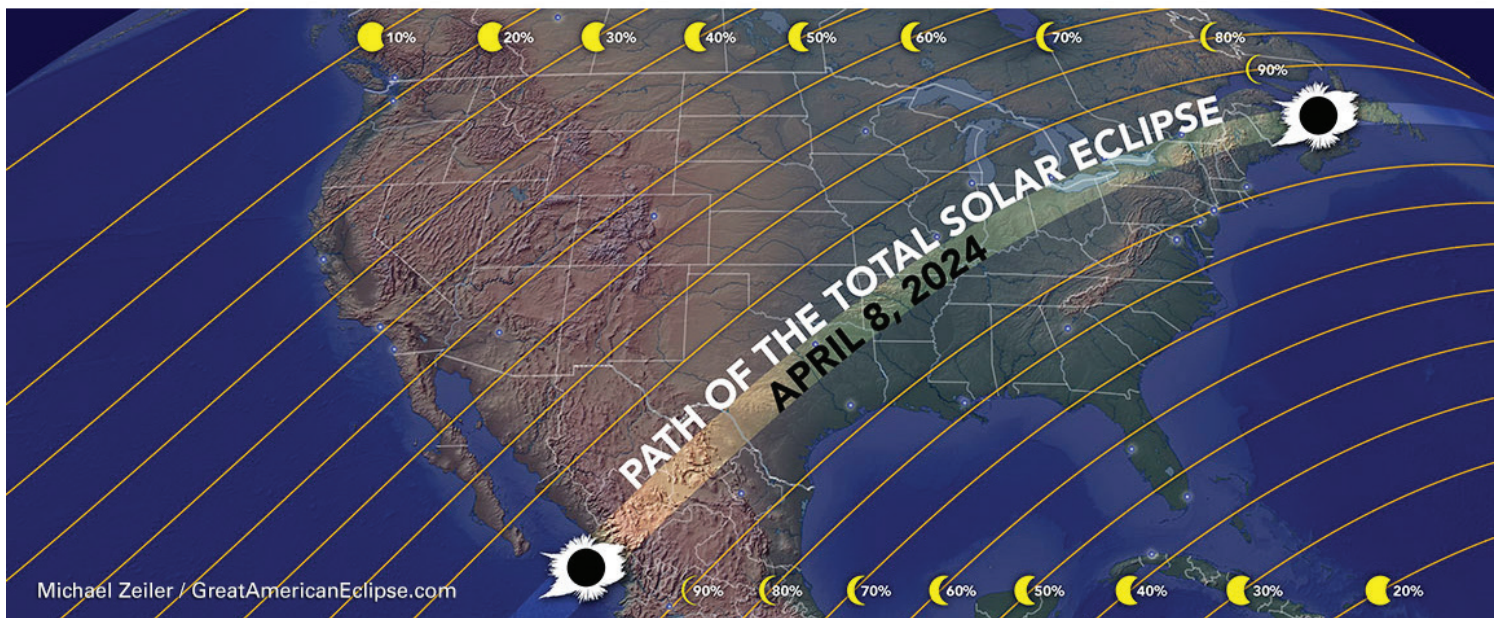 10% 20% 30% 40% 50% 60% 70% 80%
90%
PATH OF THE TOTAL SOLAR ECLIPSE
APRIL 8, 2024
Michael Zeiler / GreatAmericanEclipse.com
90% 80% 70% 60% 50% 40% 30% 20%